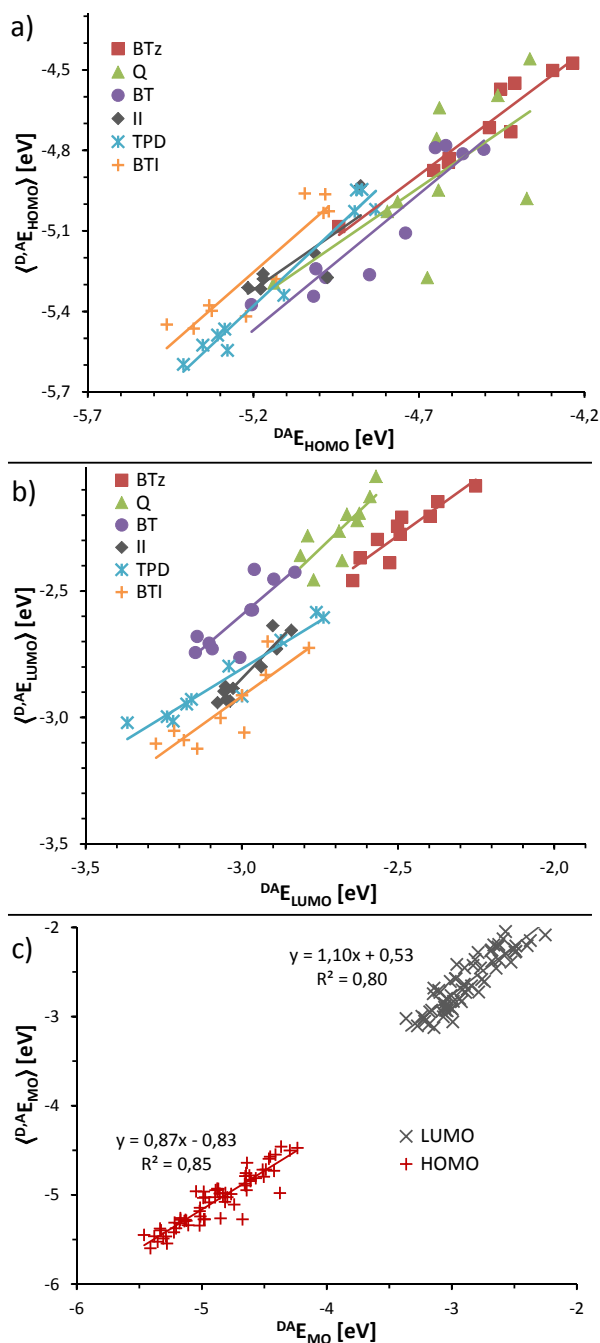 a)
BTz
Q
BT
II
TPD
BTI
-4,5
-4,8
-5,1
-5,4
-5,7
-5,7
-5,2
-4,7
-4,2
⟨D,AEHOMO⟩ [eV]
DAEHOMO [eV]
b)
BTz
Q
BT
II
TPD
BTI
-2,5
-3,0
-3,5
-3,5
-3,0
-2,5
-2,0
⟨D,AELUMO⟩ [eV]
DAELUMO [eV]
c)
-2
-3
-4
-5
-6
y = 1,10x + 0,53
R² = 0,80
y = 0,87x - 0,83
R² = 0,85
LUMO
HOMO
-6
-5
-4
-3
-2
⟨D,AEMO⟩ [eV]
DAEMO [eV]